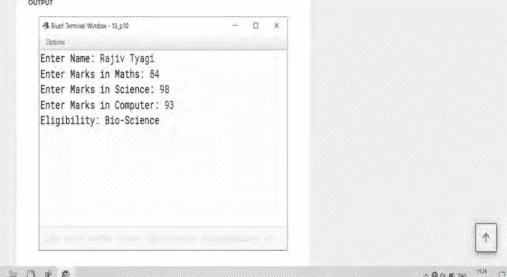 OUTPUT
BlueJ: Terminal Window - 10_p10
Options
Enter Name: Rajiv Tyagi
Enter Marks in Maths: 84
Enter Marks in Science: 98
Enter Marks in Computer: 93
Eligibility: Bio-Science